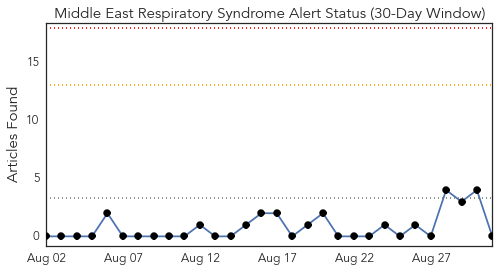 Middle East Respiratory Syndrome Alert Status (30-Day Window)
Articles Found
15
10
5
0
Aug 02 Aug 07 Aug 12 Aug 17 Aug 22 Aug 27